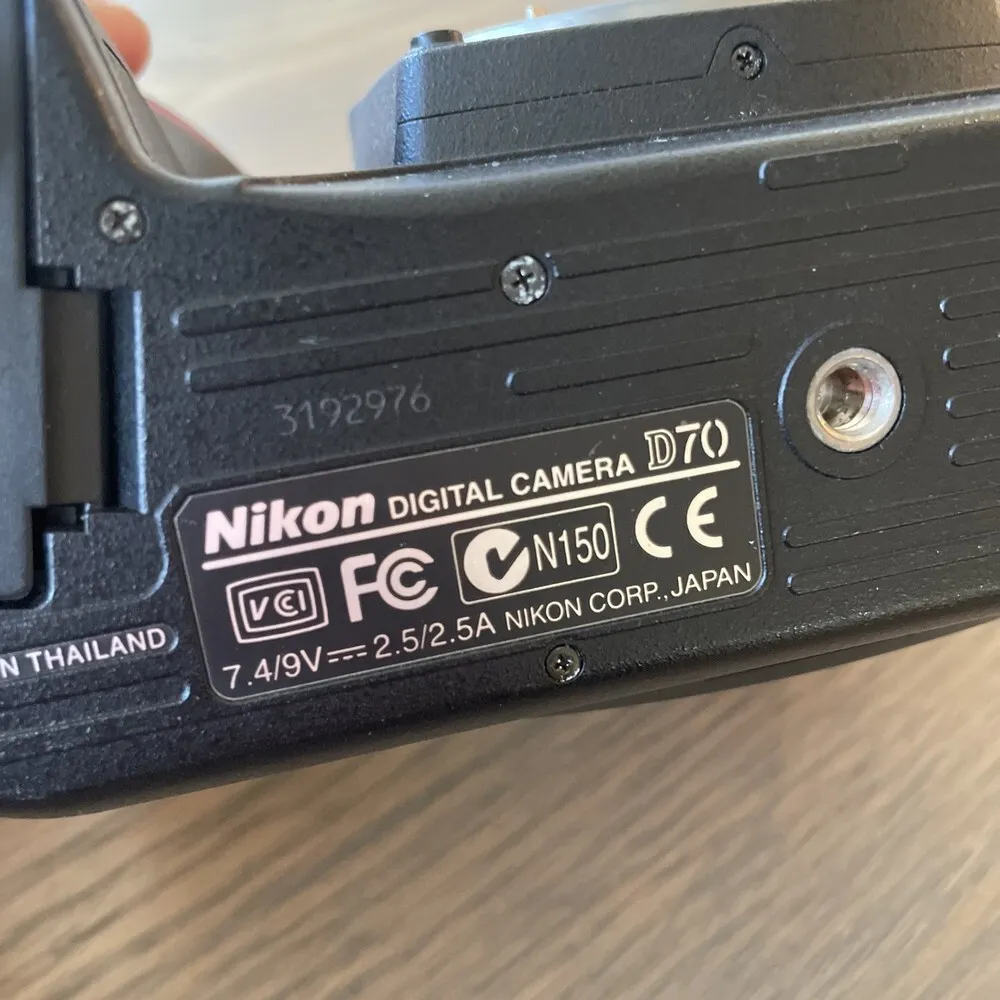 3192976
Nikon DIGITAL CAMERA D70
VCI FC N150 CE
7.4/9V⎓2.5/2.5A NIKON CORP.,JAPAN
N THAILAND